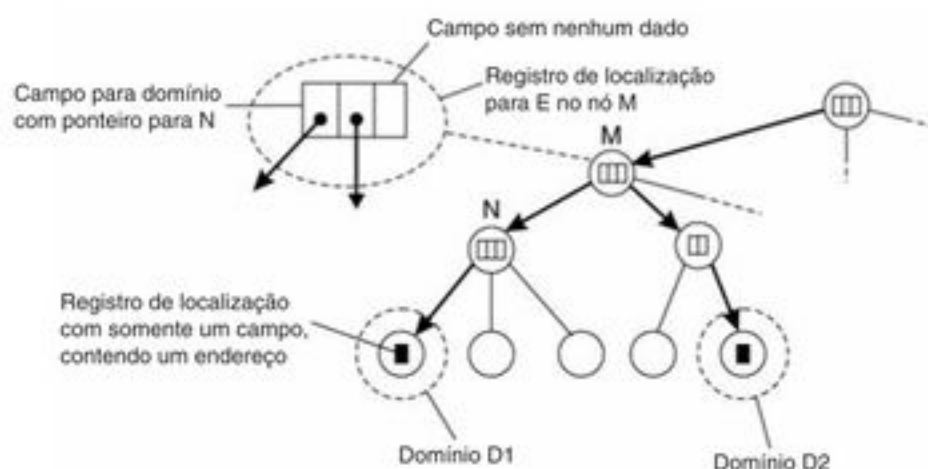 Campo sem nenhum dado
Campo para domínio
com ponteiro para N
Registro de localização
para E no nó M
M
N
Registro de localização
com somente um campo,
contendo um endereço
Domínio D1
Domínio D2